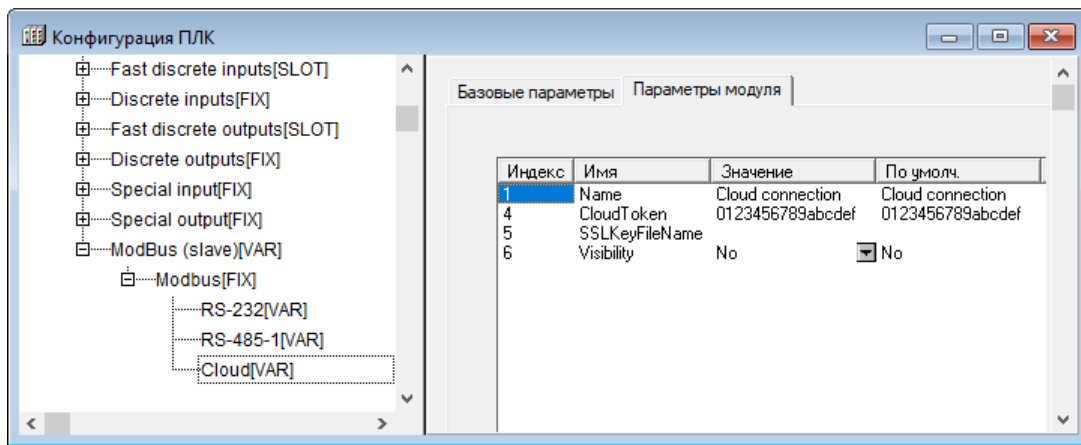 Конфигурация ПЛК
Fast discrete inputs[SLOT]
Discrete inputs[FIX]
Fast discrete outputs[SLOT]
Discrete outputs[FIX]
Special input[FIX]
Special output[FIX]
ModBus (slave)[VAR]
Modbus[FIX]
RS-232[VAR]
RS-485-1[VAR]
Cloud[VAR]
Базовые параметры Параметры модуля
Индекс Имя Значение По умолч.
1 Name Cloud connection Cloud connection
4 CloudToken 0123456789abcdef 0123456789abcdef
5 SSLKeyFileName
6 Visibility No No